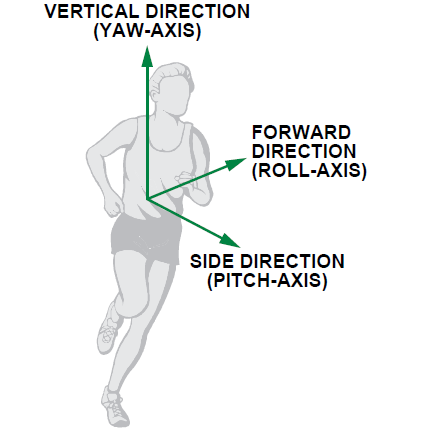 VERTICAL DIRECTION
(YAW-AXIS)
FORWARD
DIRECTION
(ROLL-AXIS)
SIDE DIRECTION
(PITCH-AXIS)